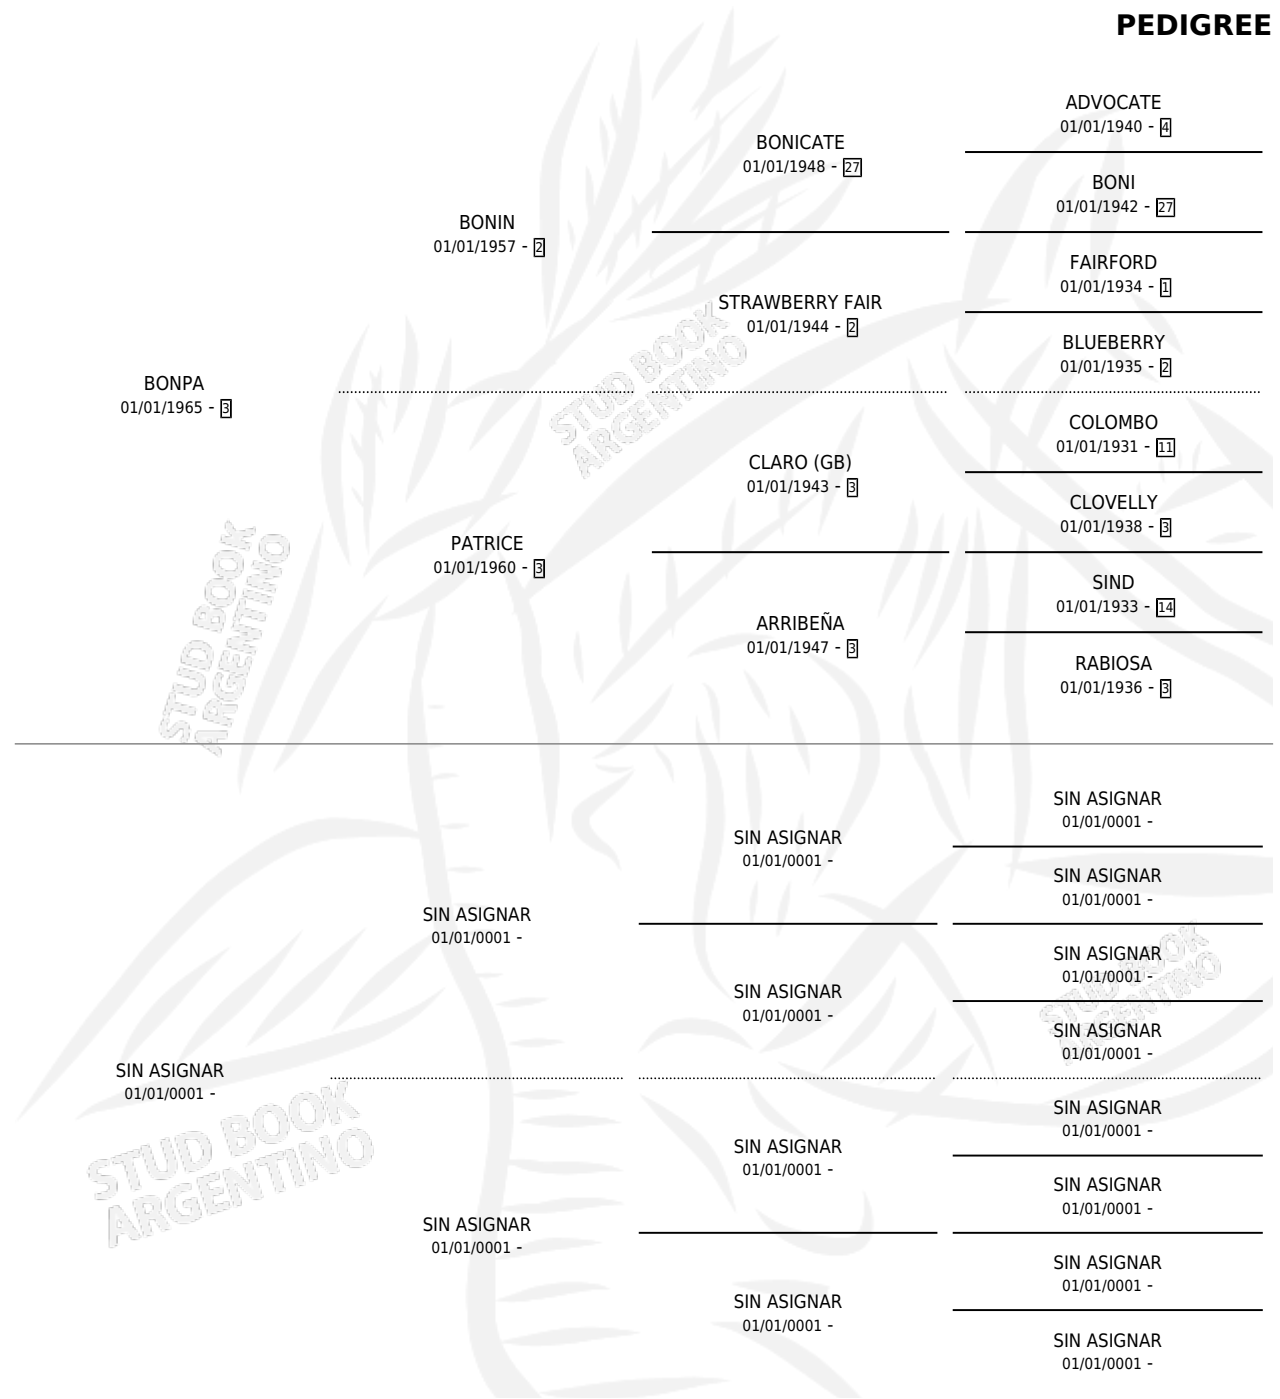 PEDIGREE
ADVOCATE
01/01/1940 - 4
BONICATE
01/01/1948 - 27
BONI
01/01/1942 - 27
BONIN
01/01/1957 - 2
FAIRFORD
01/01/1934 - 1
STRAWBERRY FAIR
01/01/1944 - 2
BLUEBERRY
01/01/1935 - 2
BONPA
01/01/1965 - 3
COLOMBO
01/01/1931 - 11
CLARO (GB)
01/01/1943 - 3
CLOVELLY
01/01/1938 - 3
PATRICE
01/01/1960 - 3
SIND
01/01/1933 - 14
ARRIBEÑA
01/01/1947 - 3
RABIOSA
01/01/1936 - 3
STUD BOOK
ARGENTINO
STUD BOOK
ARGENTINO
SIN ASIGNAR
01/01/0001 -
SIN ASIGNAR
01/01/0001 -
SIN ASIGNAR
01/01/0001 -
SIN ASIGNAR
01/01/0001 -
SIN ASIGNAR
01/01/0001 -
SIN ASIGNAR
01/01/0001 -
SIN ASIGNAR
01/01/0001 -
SIN ASIGNAR
01/01/0001 -
SIN ASIGNAR
01/01/0001 -
SIN ASIGNAR
01/01/0001 -
SIN ASIGNAR
01/01/0001 -
SIN ASIGNAR
01/01/0001 -
SIN ASIGNAR
01/01/0001 -
SIN ASIGNAR
01/01/0001 -
SIN ASIGNAR
01/01/0001 -
STUD BOOK
ARGENTINO
STUD BOOK
ARGENTINO